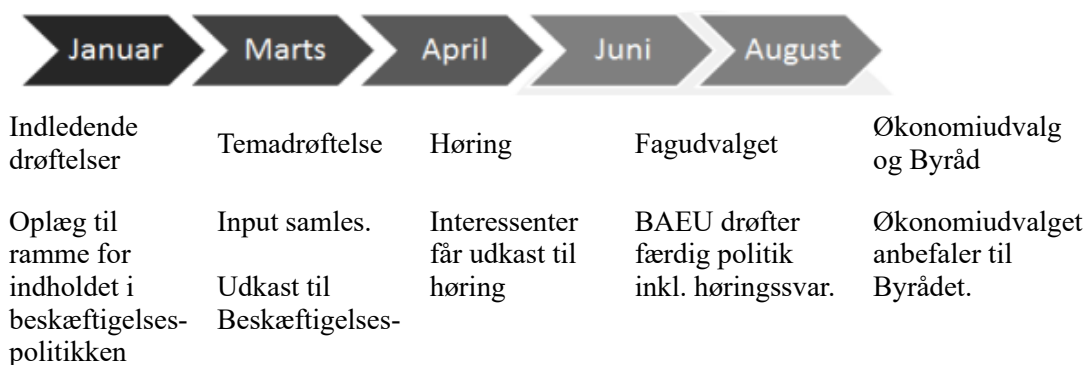 Januar
Marts
April
Juni
August
Indledende
drøftelser
Temadrøftelse
Høring
Fagudvalget
Økonomiudvalg
og Byråd
Oplæg til
ramme for
indholdet i
beskæftigelses-
politikken
Input samles.
Udkast til
Beskæftigelses-
Interessenter
får udkast til
høring
BAEU drøfter
færdig politik
inkl. høringssvar.
Økonomiudvalget
anbefaler til
Byrådet.